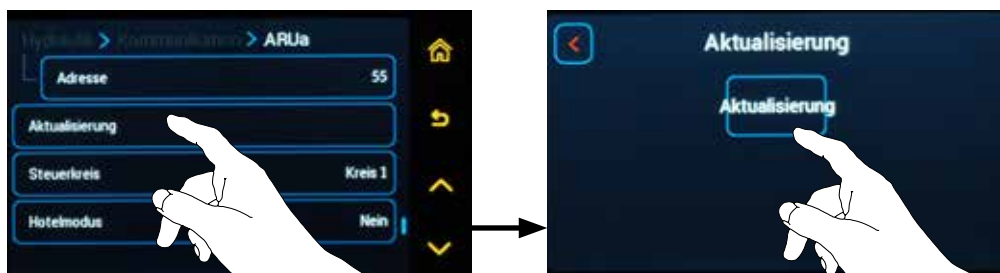 Hydraulik > Kommunikation > ARUa
Adresse 55
Aktualisierung
Steuerkreis Kreis 1
Hotelmodus Nein
Aktualisierung
Aktualisierung